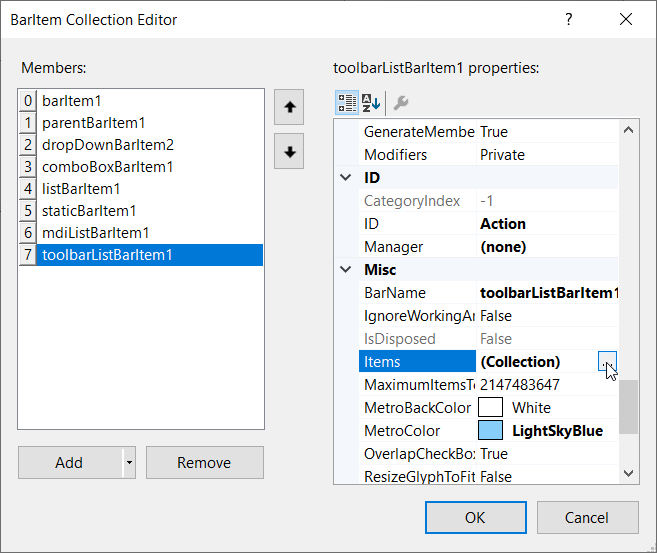 BarItem Collection Editor
Members:
0 barItem1
1 parentBarItem1
2 dropDownBarItem2
3 comboBoxBarItem1
4 listBarItem1
5 staticBarItem1
6 mdiListBarItem1
7 toolbarListBarItem1
Add
Remove
toolbarListBarItem1 properties:
GenerateMembe True
Modifiers Private
ID
CategoryIndex -1
ID Action
Manager (none)
Misc
BarName toolbarListBarItem1
IgnoreWorkingAr False
IsDisposed False
Items (Collection) ...
MaximumItemsTo 2147483647
MetroBackColor White
MetroColor LightSkyBlue
OverlapCheckBox True
ResizeGlyphToFit False
OK
Cancel